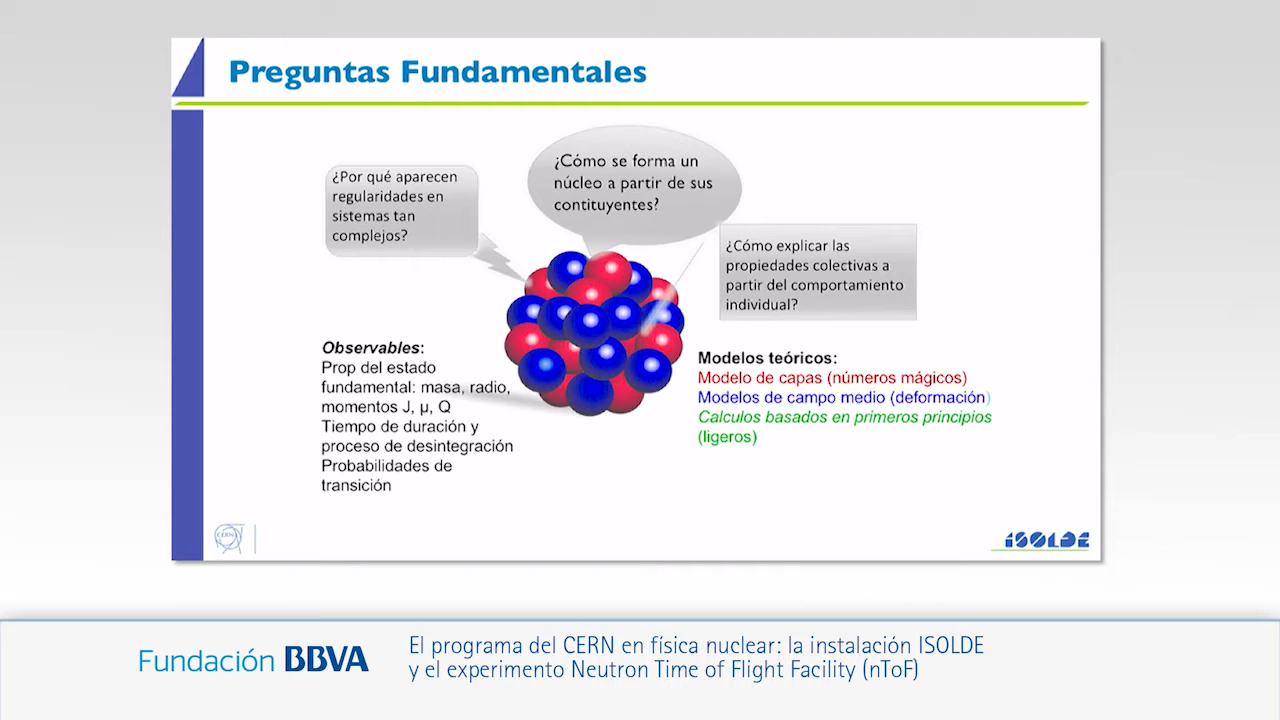 Preguntas Fundamentales
¿Por qué aparecen
regularidades en
sistemas tan
complejos?
¿Cómo se forma un
núcleo a partir de sus
contituyentes?
¿Cómo explicar las
propiedades colectivas a
partir del comportamiento
individual?
Observables:
Prop del estado
fundamental: masa, radio,
momentos J, μ, Q
Tiempo de duración y
proceso de desintegración
Probabilidades de
transición
Modelos teóricos:
Modelo de capas (números mágicos)
Modelos de campo medio (deformación)
Calculos basados en primeros principios
(ligeros)
CERN
ISOLDE
Fundación BBVA
El programa del CERN en física nuclear: la instalación ISOLDE
y el experimento Neutron Time of Flight Facility (nToF)